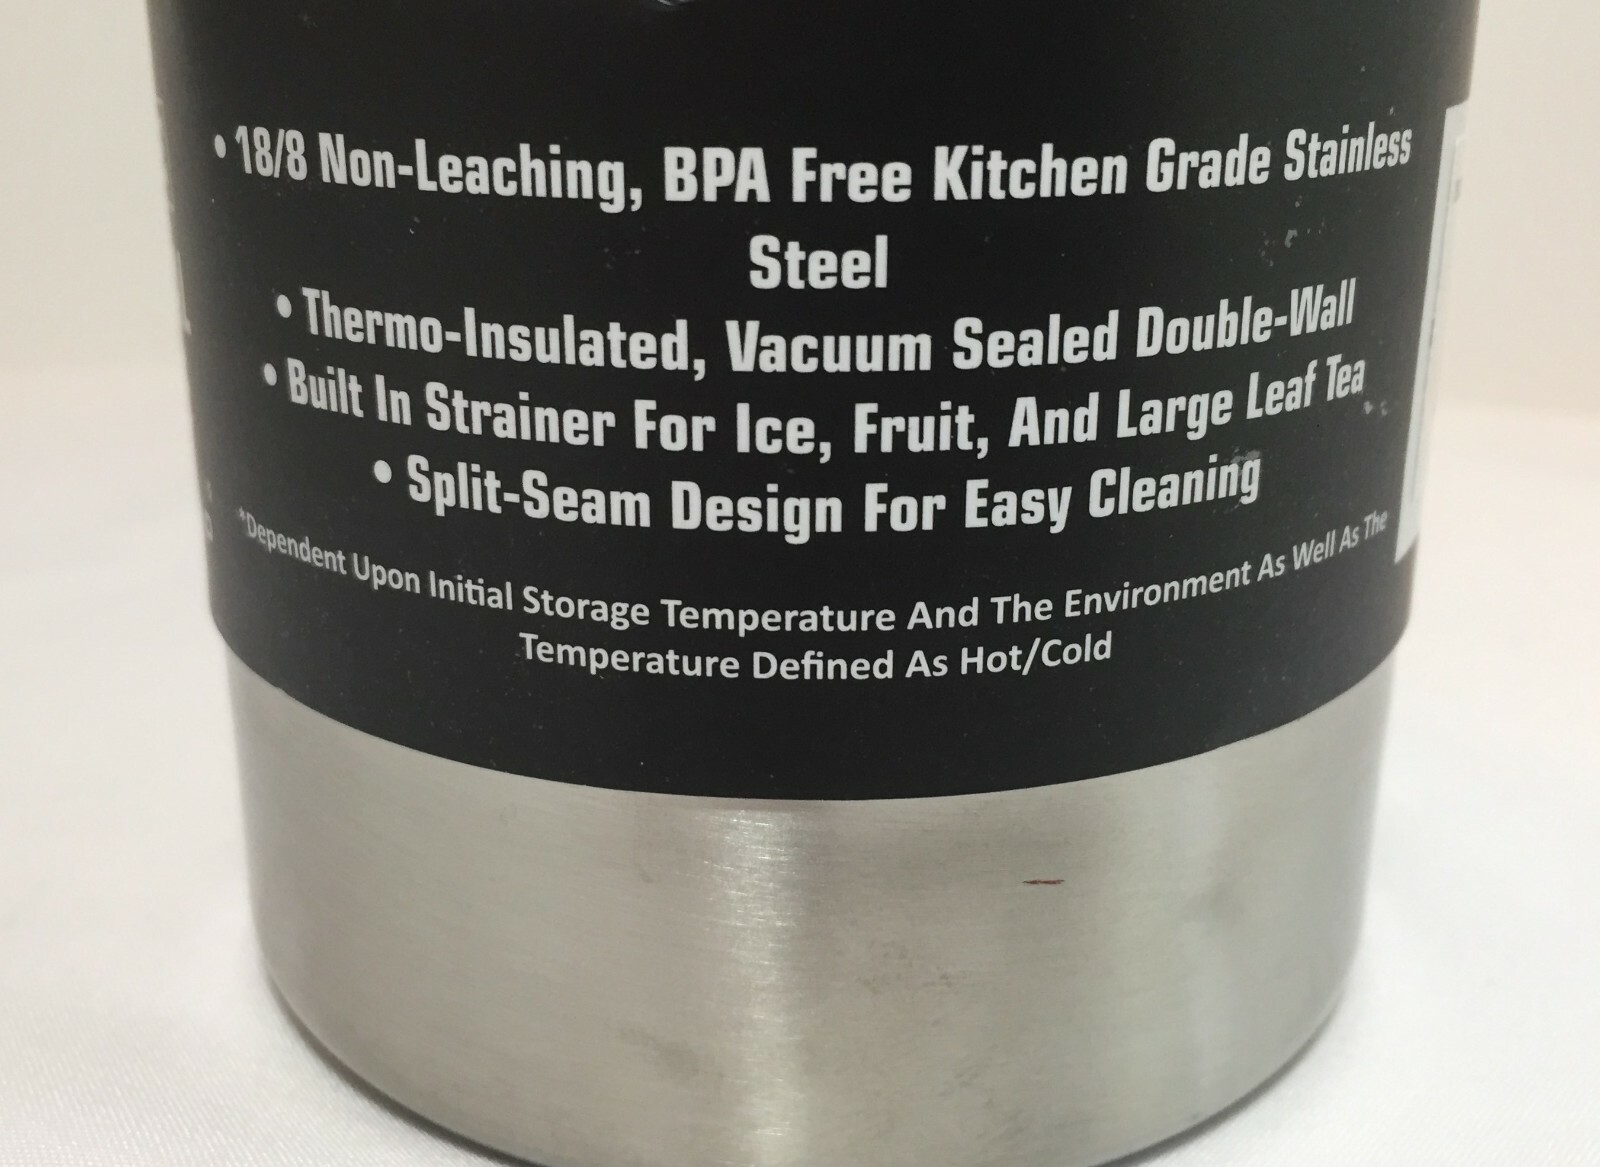 • 18/8 Non-Leaching, BPA Free Kitchen Grade Stainless
Steel
• Thermo-Insulated, Vacuum Sealed Double-Wall
• Built In Strainer For Ice, Fruit, And Large Leaf Tea
• Split-Seam Design For Easy Cleaning
*Dependent Upon Initial Storage Temperature And The Environment As Well As The
Temperature Defined As Hot/Cold